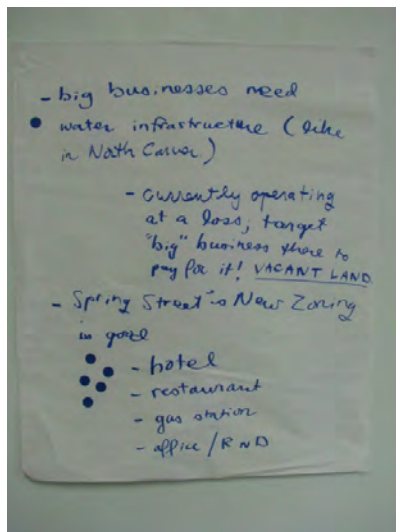 - big businesses need
water infrastructure (like
in North Carver)
- Currently operating
at a loss; target
"big" business there to
pay for it! VACANT LAND
- Spring Street is New Zoning
is good
- hotel
- restaurant
- gas station
- office / R N D